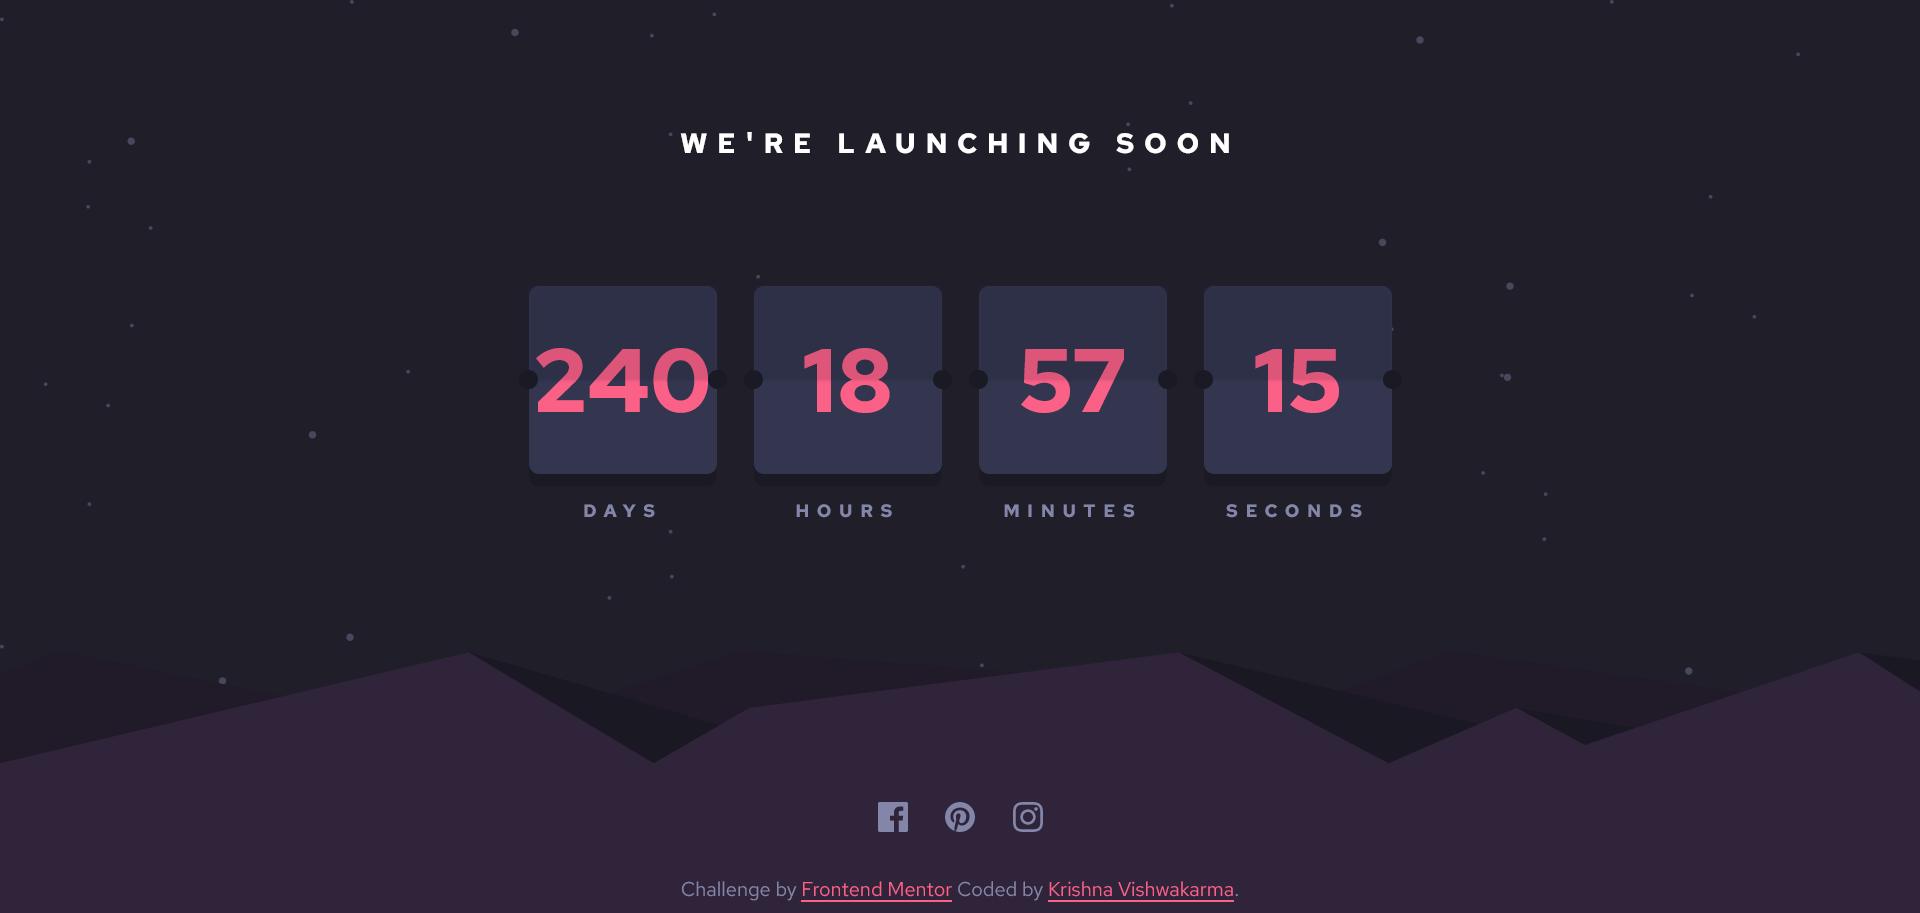 WE'RE LAUNCHING SOON
240 18 57 15
DAYS HOURS MINUTES SECONDS
Challenge by Frontend Mentor Coded by Krishna Vishwakarma.